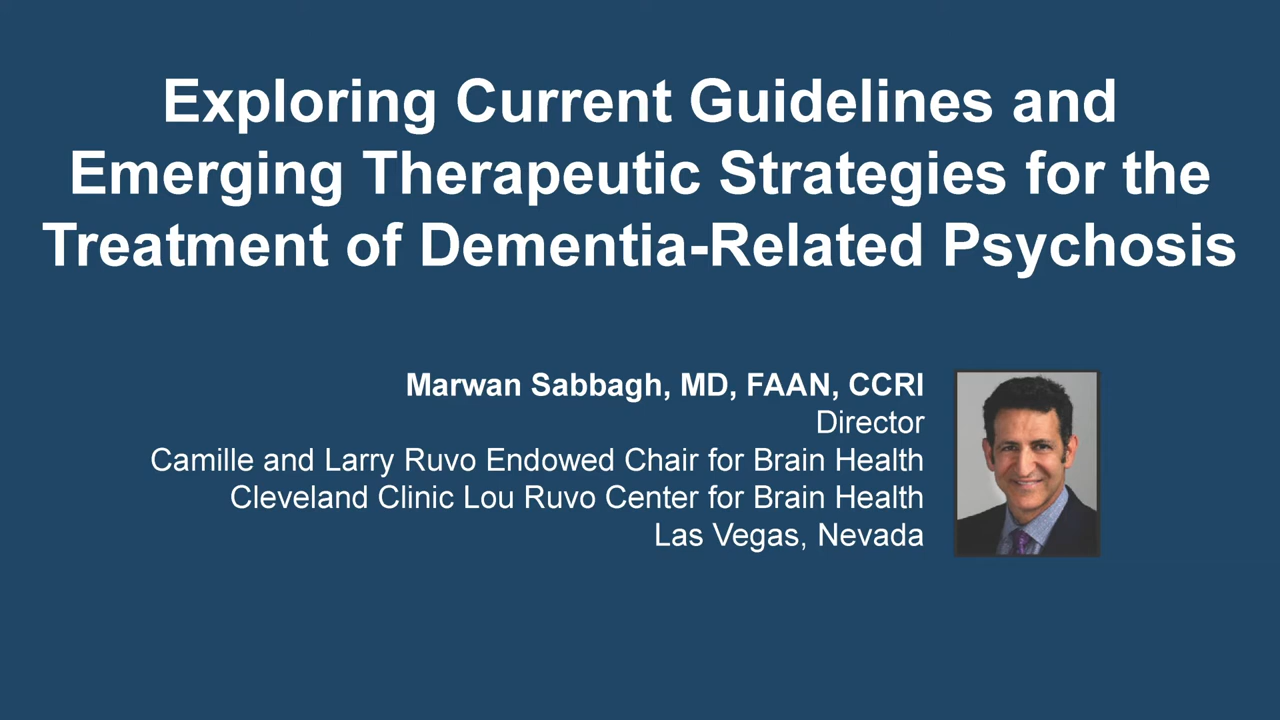 Exploring Current Guidelines and
Emerging Therapeutic Strategies for the
Treatment of Dementia-Related Psychosis
Marwan Sabbagh, MD, FAAN, CCRI
Director
Camille and Larry Ruvo Endowed Chair for Brain Health
Cleveland Clinic Lou Ruvo Center for Brain Health
Las Vegas, Nevada